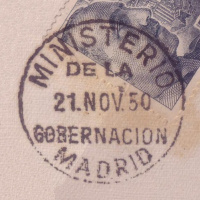 MINISTERIO
DE LA
21.NOV.50
GOBERNACION
MADRID